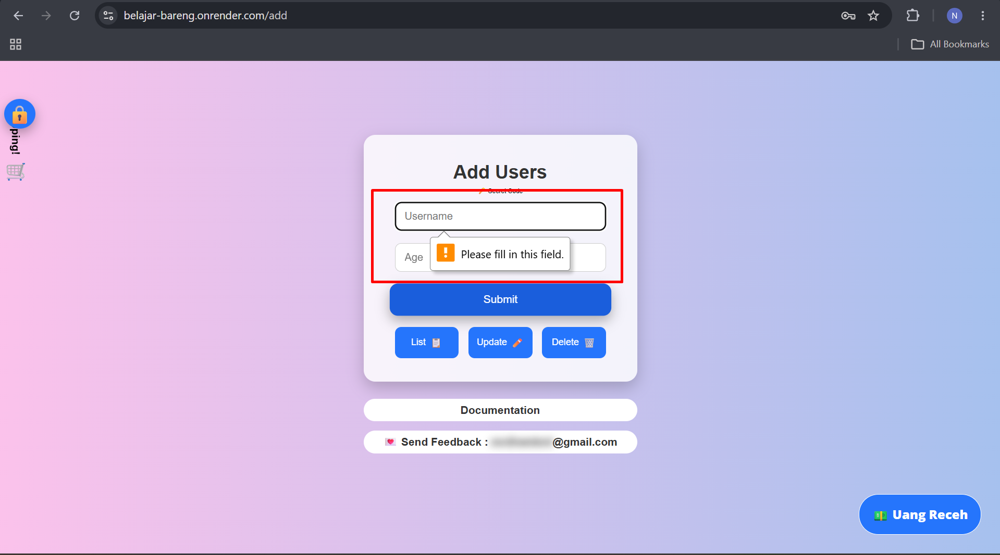 belajar-bareng.onrender.com/add
N
All Bookmarks
ping!
Add Users
Secret Code
Username
Age
Please fill in this field.
Submit
List
Update
Delete
Documentation
Send Feedback : @gmail.com
Uang Receh